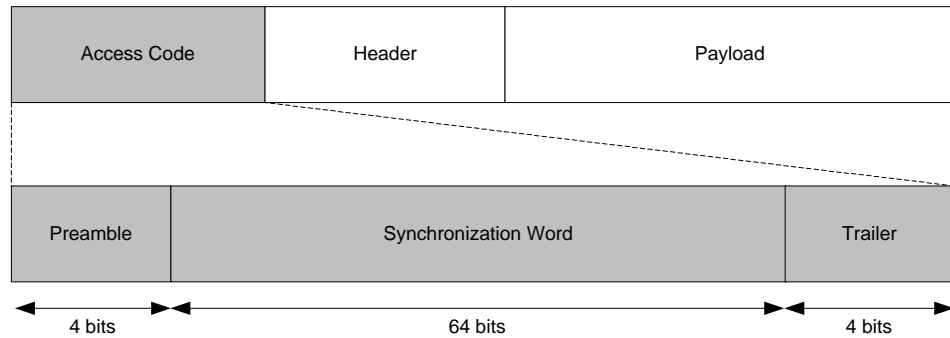 Access Code
Header
Payload
Preamble
Synchronization Word
Trailer
4 bits
64 bits
4 bits